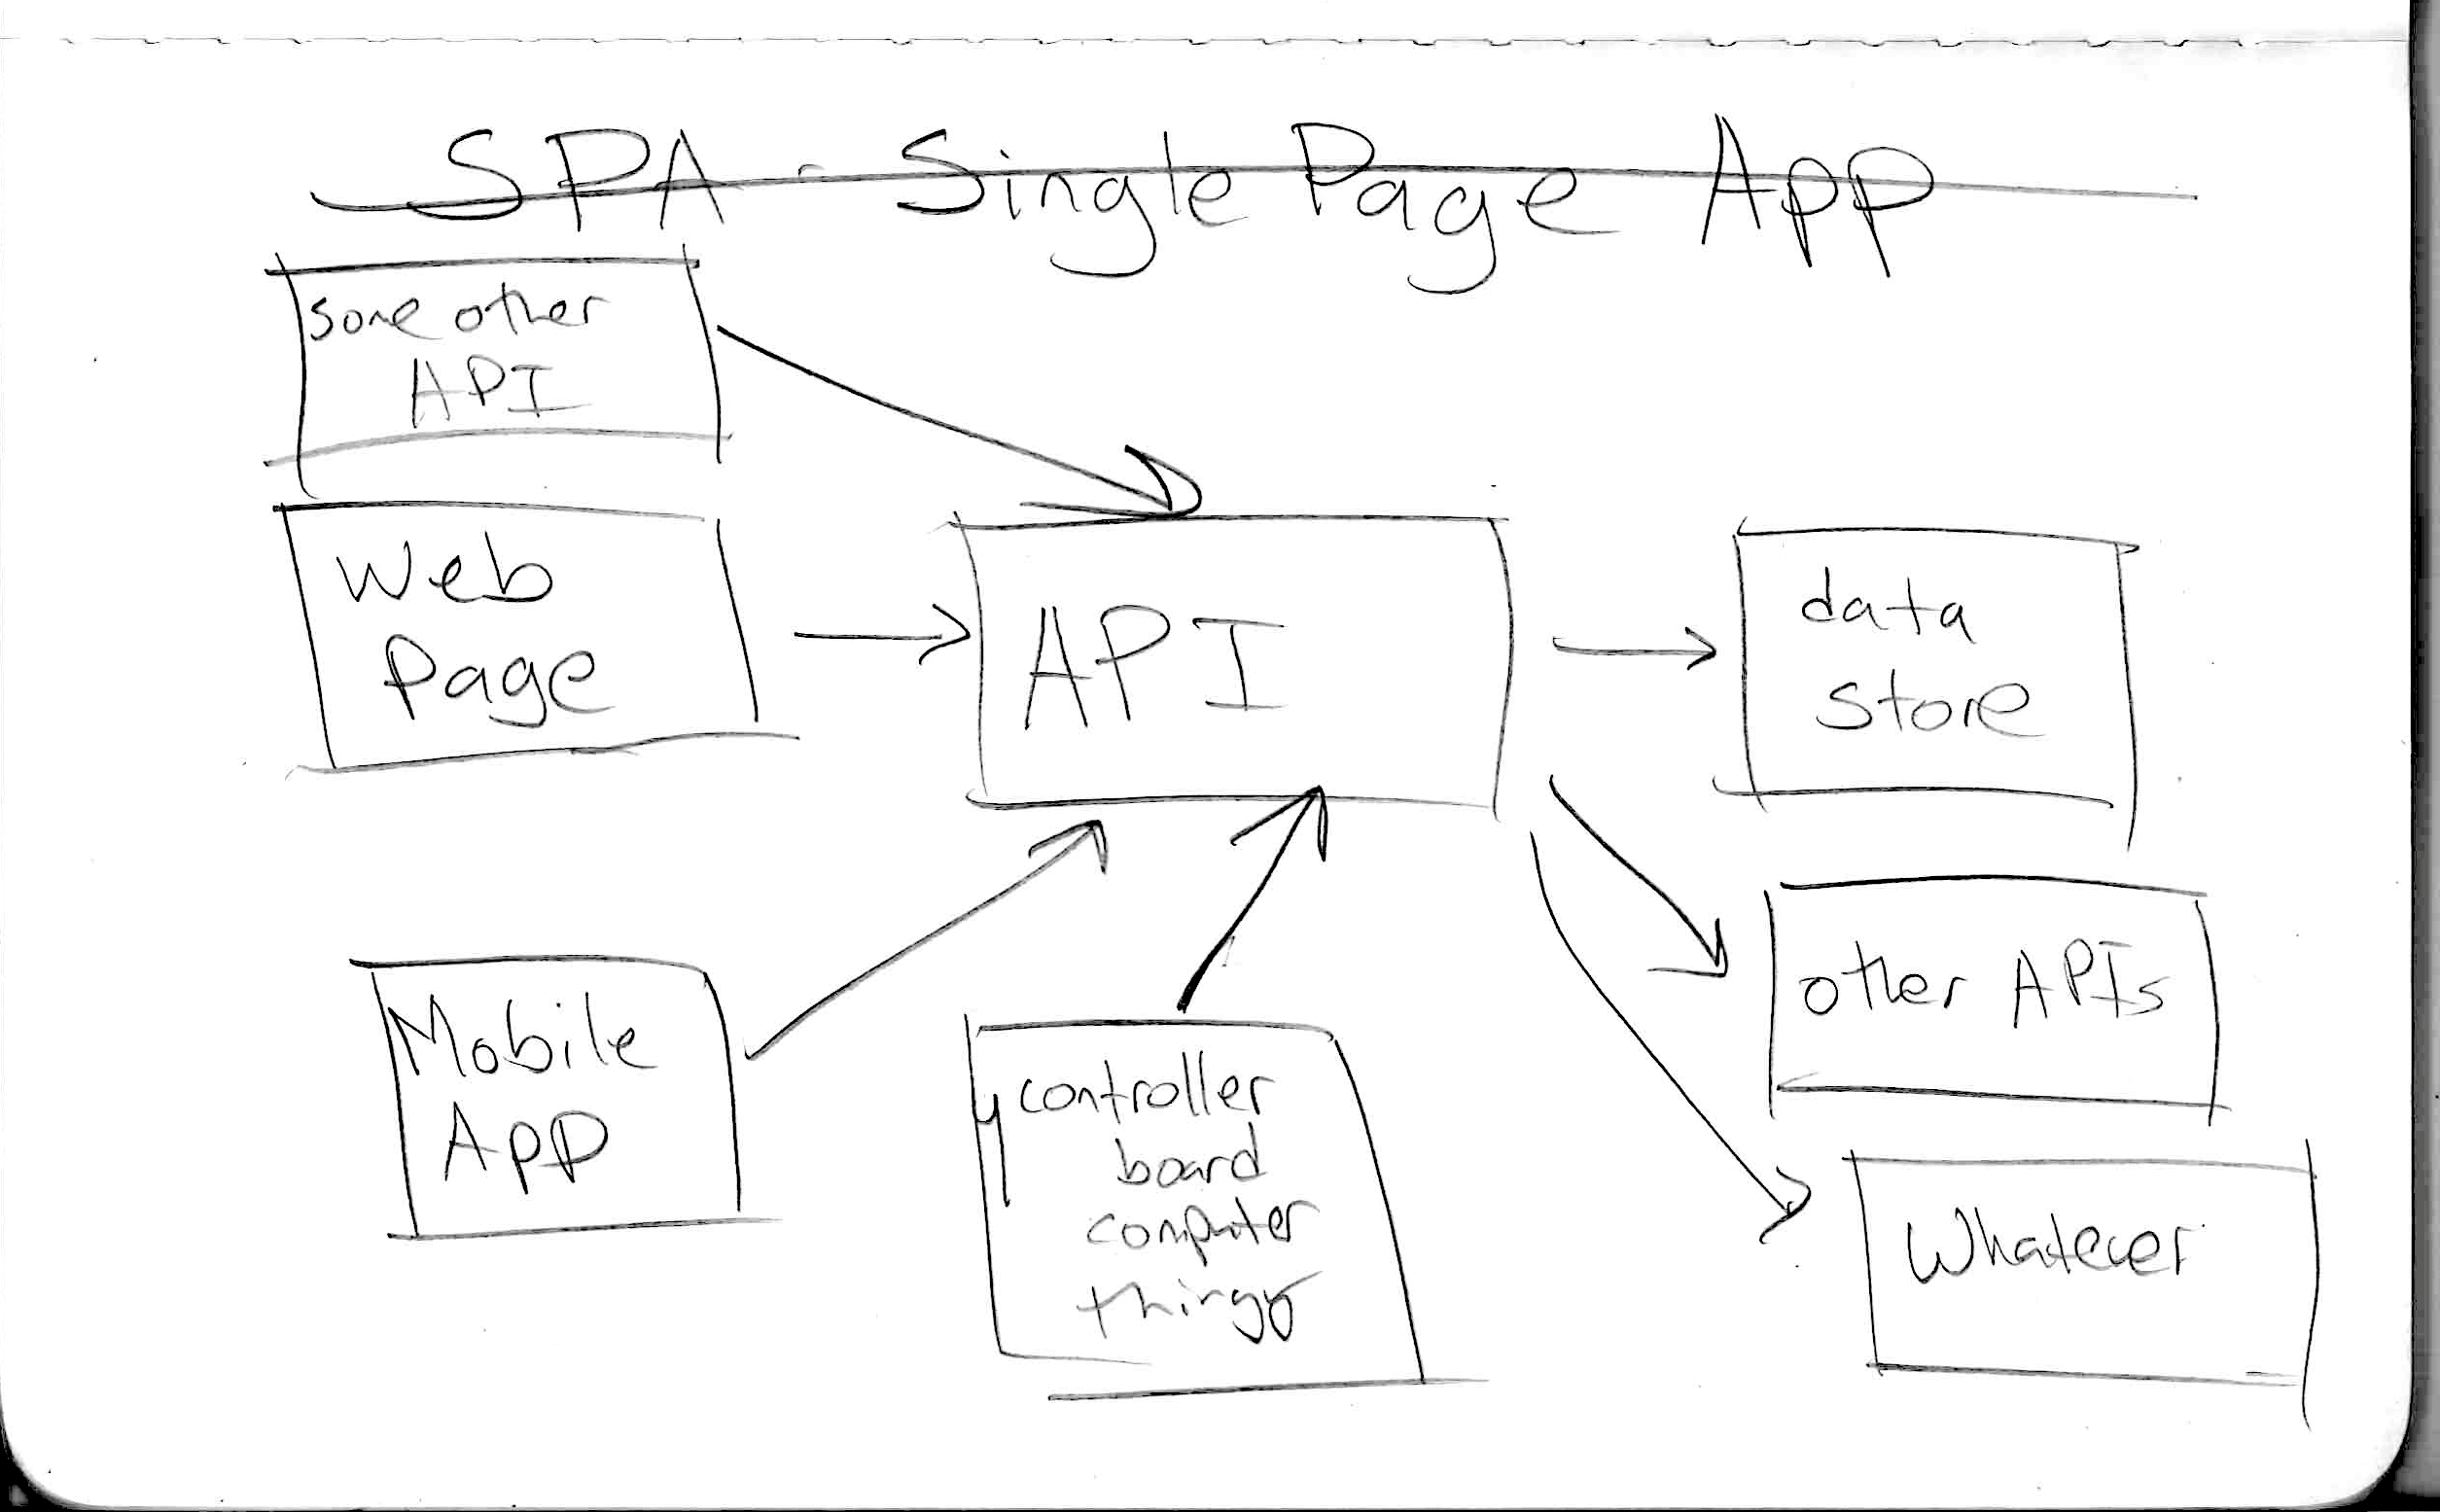 SPA - Single Page App
some other
API
Web
Page
API
data
store
other APIs
Whatever
Mobile
App
μcontroller
board
computer
thingy